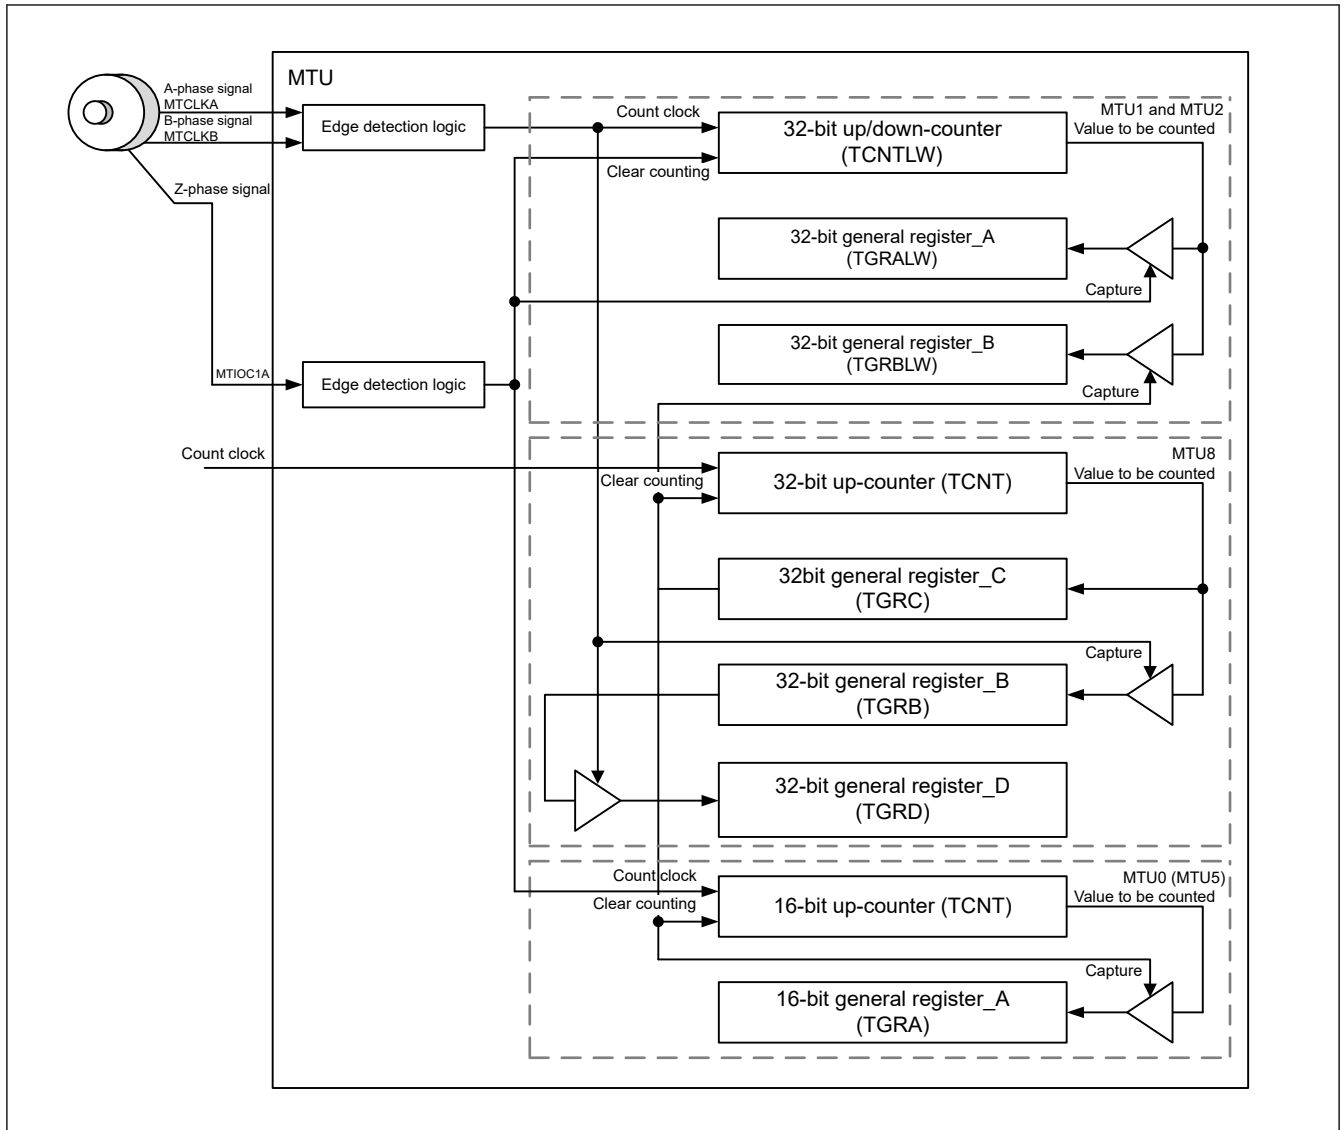 MTU
A-phase signal
MTCLKA
B-phase signal
MTCLKB
Edge detection logic
Z-phase signal
MTIOC1A
Edge detection logic
MTU1 and MTU2
Count clock
32-bit up/down-counter
(TCNTLW)
Value to be counted
Clear counting
32-bit general register_A
(TGRALW)
Capture
32-bit general register_B
(TGRBLW)
Capture
Count clock
MTU8
Clear counting
32-bit up-counter (TCNT)
Value to be counted
32bit general register_C
(TGRC)
Capture
32-bit general register_B
(TGRB)
32-bit general register_D
(TGRD)
Count clock
MTU0 (MTU5)
Clear counting
16-bit up-counter (TCNT)
Value to be counted
Capture
16-bit general register_A
(TGRA)